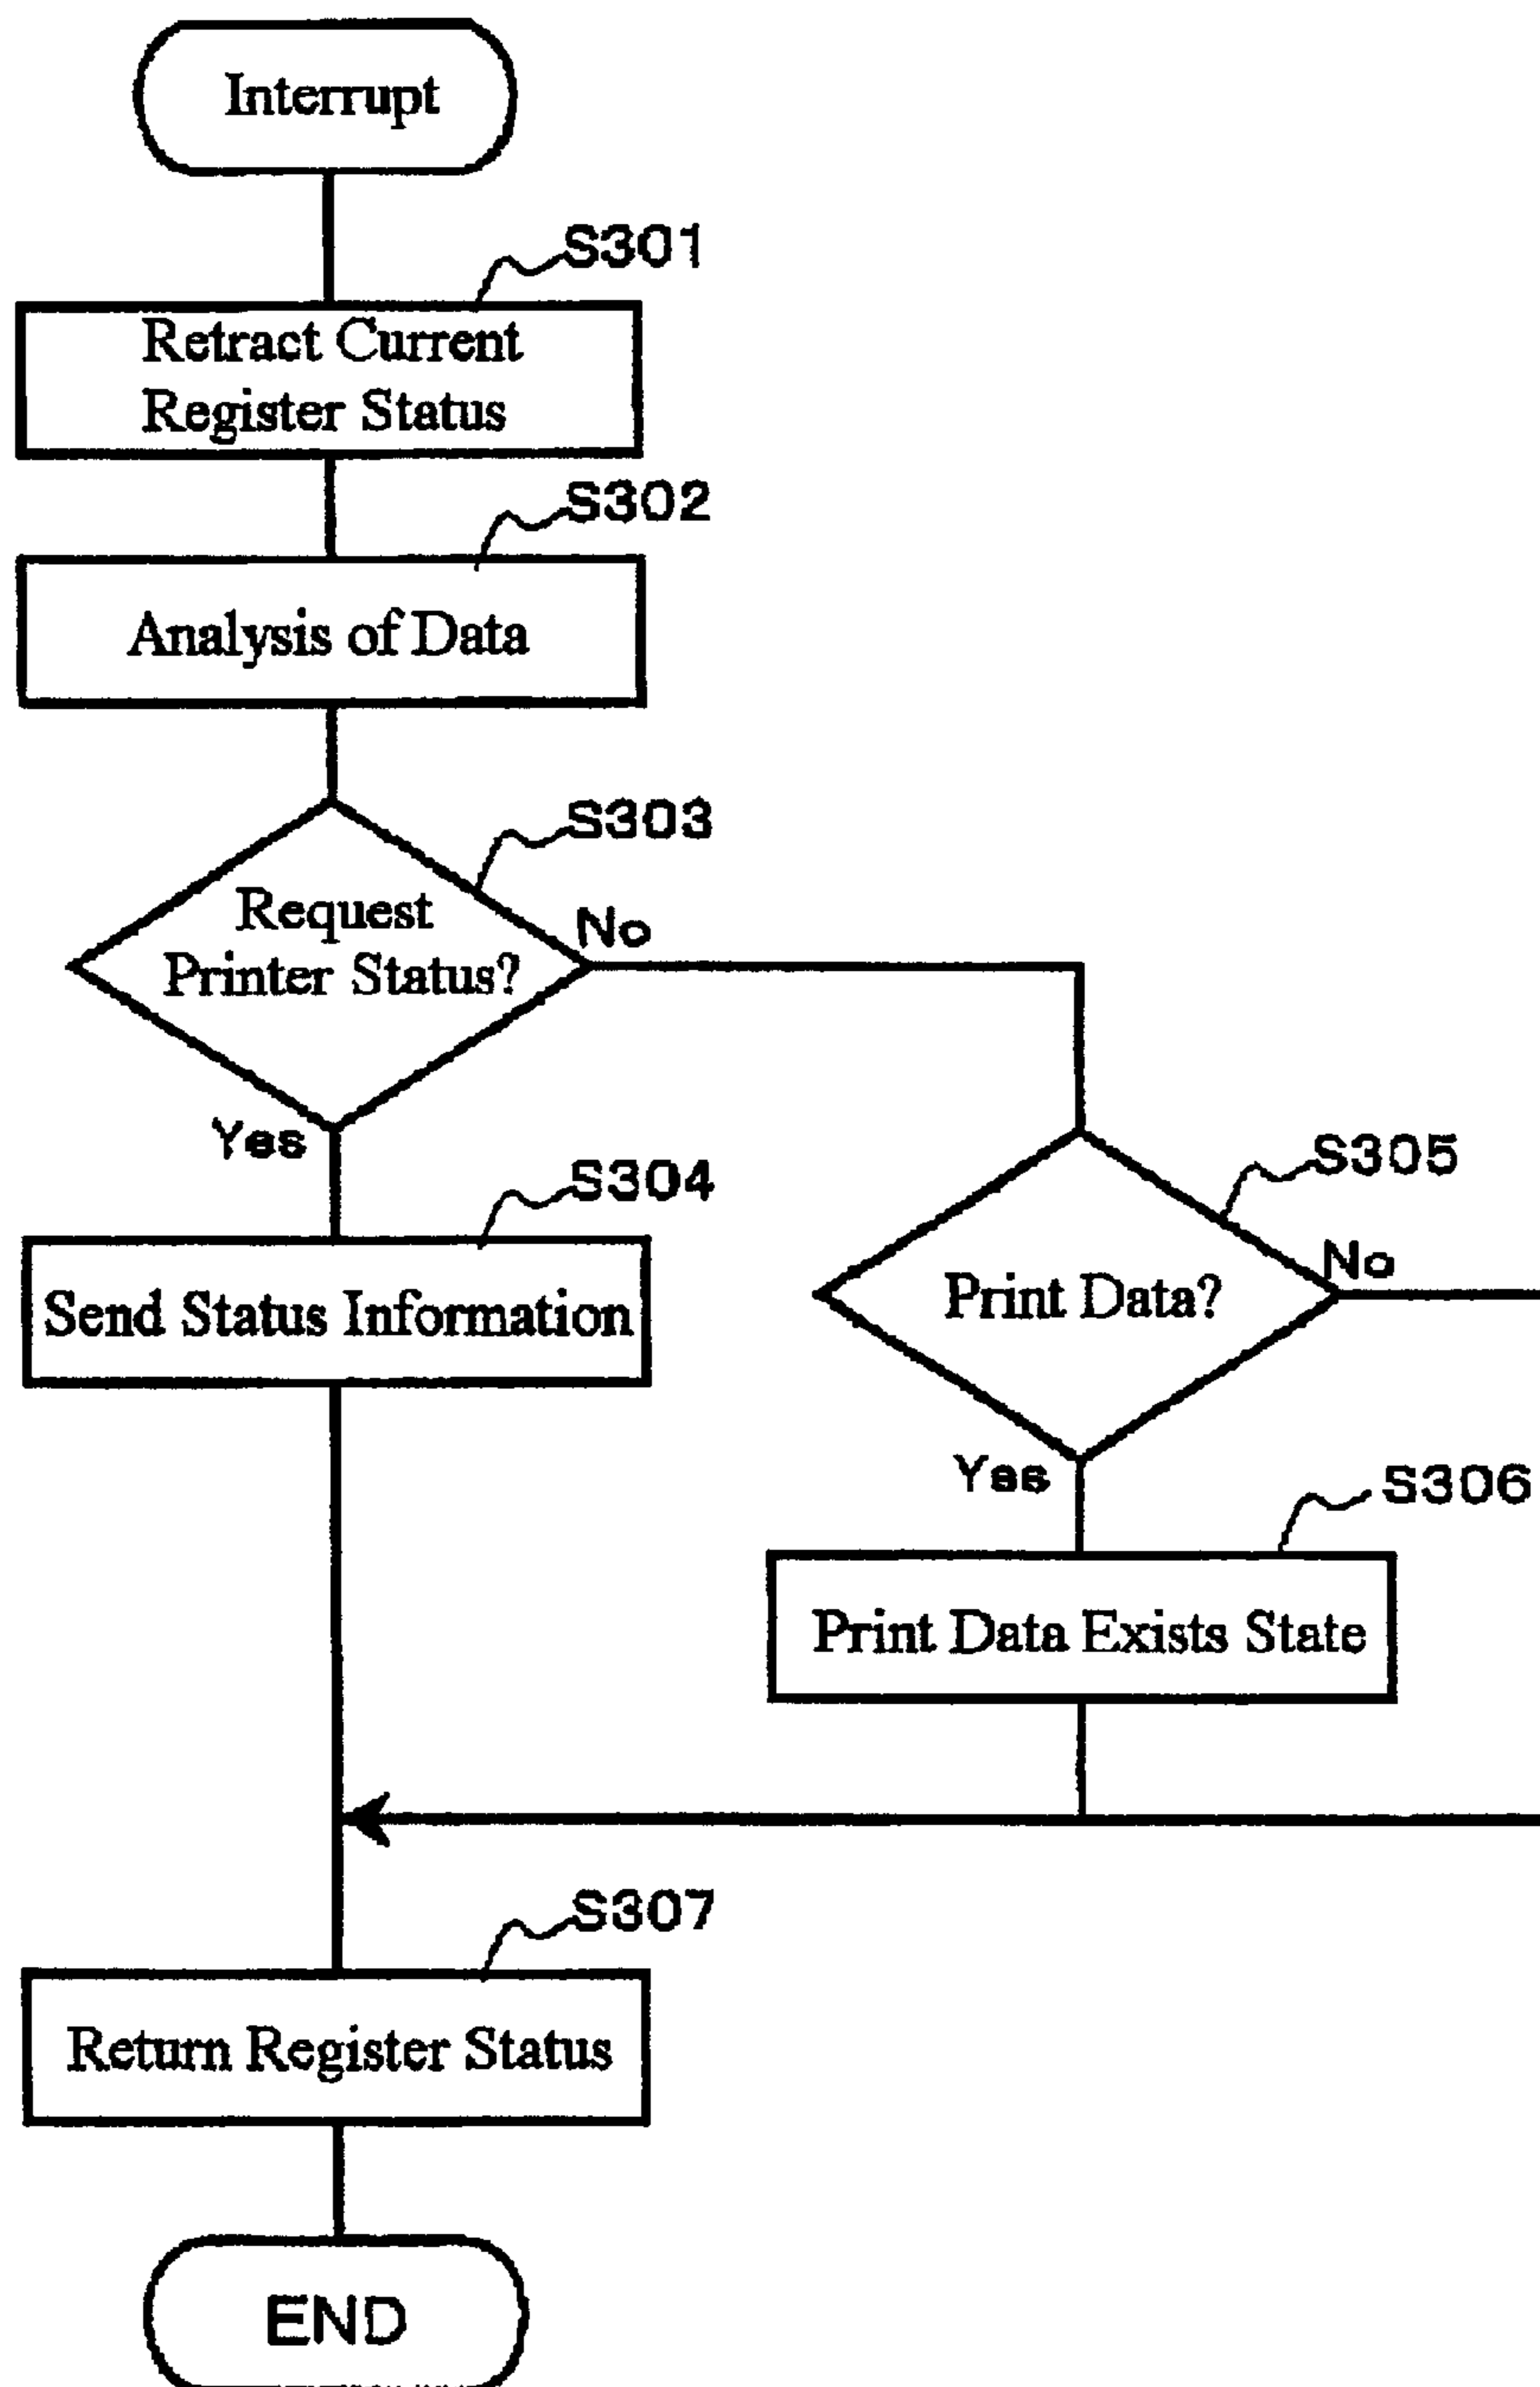 Interrupt
S301
Retract Current
Register Status
S302
Analysis of Data
S303
Request
Printer Status?
No
Yes
S304
Send Status Information
S305
Print Data?
No
Yes
S306
Print Data Exists State
S307
Return Register Status
END